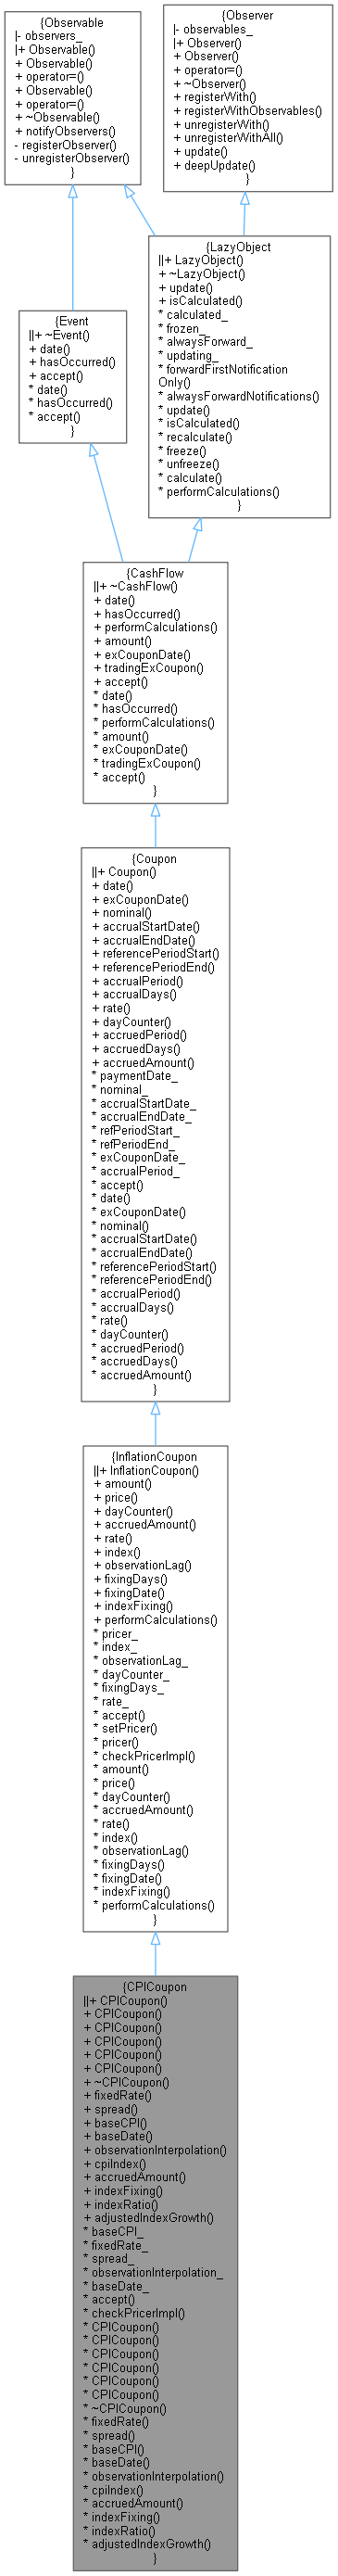 {Observable
|- observers_
|+ Observable()
+ Observable()
+ operator=()
+ Observable()
+ operator=()
+ ~Observable()
+ notifyObservers()
- registerObserver()
- unregisterObserver()
}
{Observer
|- observables_
|+ Observer()
+ Observer()
+ operator=()
+ ~Observer()
+ registerWith()
+ registerWithObservables()
+ unregisterWith()
+ unregisterWithAll()
+ update()
+ deepUpdate()
}
{LazyObject
||+ LazyObject()
+ ~LazyObject()
+ update()
+ isCalculated()
* calculated_
* frozen_
* alwaysForward_
* updating_
* forwardFirstNotification
Only()
* alwaysForwardNotifications()
* update()
* isCalculated()
* recalculate()
* freeze()
* unfreeze()
* calculate()
* performCalculations()
}
{Event
||+ ~Event()
+ date()
+ hasOccurred()
+ accept()
* date()
* hasOccurred()
* accept()
}
{CashFlow
||+ ~CashFlow()
+ date()
+ hasOccurred()
+ performCalculations()
+ amount()
+ exCouponDate()
+ tradingExCoupon()
+ accept()
* date()
* hasOccurred()
* performCalculations()
* amount()
* exCouponDate()
* tradingExCoupon()
* accept()
}
{Coupon
||+ Coupon()
+ date()
+ exCouponDate()
+ nominal()
+ accrualStartDate()
+ accrualEndDate()
+ referencePeriodStart()
+ referencePeriodEnd()
+ accrualPeriod()
+ accrualDays()
+ rate()
+ dayCounter()
+ accruedPeriod()
+ accruedDays()
+ accruedAmount()
* paymentDate_
* nominal_
* accrualStartDate_
* accrualEndDate_
* refPeriodStart_
* refPeriodEnd_
* exCouponDate_
* accrualPeriod_
* accept()
* date()
* exCouponDate()
* nominal()
* accrualStartDate()
* accrualEndDate()
* referencePeriodStart()
* referencePeriodEnd()
* accrualPeriod()
* accrualDays()
* rate()
* dayCounter()
* accruedPeriod()
* accruedDays()
* accruedAmount()
}
{InflationCoupon
||+ InflationCoupon()
+ amount()
+ price()
+ dayCounter()
+ accruedAmount()
+ rate()
+ index()
+ observationLag()
+ fixingDays()
+ fixingDate()
+ indexFixing()
+ performCalculations()
* pricer_
* index_
* observationLag_
* dayCounter_
* fixingDays_
* rate_
* accept()
* setPricer()
* pricer()
* checkPricerImpl()
* amount()
* price()
* dayCounter()
* accruedAmount()
* rate()
* index()
* observationLag()
* fixingDays()
* fixingDate()
* indexFixing()
* performCalculations()
}
{CPICoupon
||+ CPICoupon()
+ CPICoupon()
+ CPICoupon()
+ CPICoupon()
+ CPICoupon()
+ CPICoupon()
+ ~CPICoupon()
+ fixedRate()
+ spread()
+ baseCPI()
+ baseDate()
+ observationInterpolation()
+ cpiIndex()
+ accruedAmount()
+ indexFixing()
+ indexRatio()
+ adjustedIndexGrowth()
* baseCPI_
* fixedRate_
* spread_
* observationInterpolation_
* baseDate_
* accept()
* checkPricerImpl()
* CPICoupon()
* CPICoupon()
* CPICoupon()
* CPICoupon()
* CPICoupon()
* CPICoupon()
* ~CPICoupon()
* fixedRate()
* spread()
* baseCPI()
* baseDate()
* observationInterpolation()
* cpiIndex()
* accruedAmount()
* indexFixing()
* indexRatio()
* adjustedIndexGrowth()
}